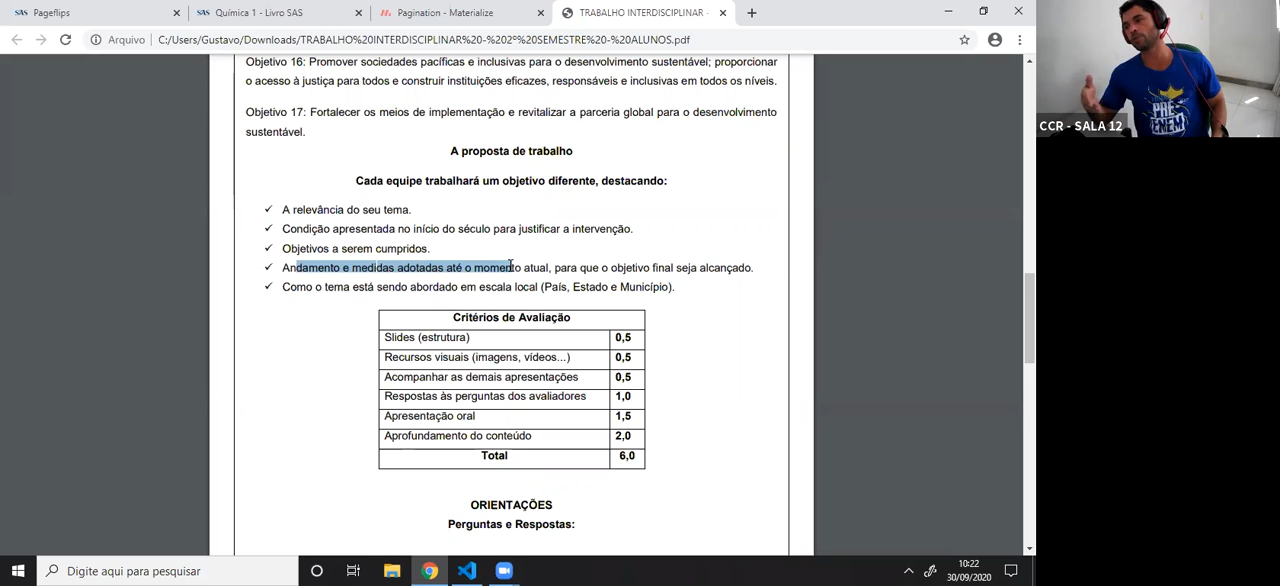 Pageflips
Química 1 - Livro SAS
Pagination - Materialize
TRABALHO INTERDISCIPLINAR -
Arquivo
C:/Users/Gustavo/Downloads/TRABALHO%20INTERDISCIPLINAR%20-%202º%20SEMESTRE%20-%20ALUNOS.pdf
Objetivo 16: Promover sociedades pacíficas e inclusivas para o desenvolvimento sustentável; proporcionar
o acesso à justiça para todos e construir instituições eficazes, responsáveis e inclusivas em todos os níveis.
Objetivo 17: Fortalecer os meios de implementação e revitalizar a parceria global para o desenvolvimento
sustentável.
A proposta de trabalho
Cada equipe trabalhará um objetivo diferente, destacando:
✓ A relevância do seu tema.
✓ Condição apresentada no início do século para justificar a intervenção.
✓ Objetivos a serem cumpridos.
✓ Andamento e medidas adotadas até o momento atual, para que o objetivo final seja alcançado.
✓ Como o tema está sendo abordado em escala local (País, Estado e Município).
Critérios de Avaliação
Slides (estrutura) 0,5
Recursos visuais (imagens, vídeos...) 0,5
Acompanhar as demais apresentações 0,5
Respostas às perguntas dos avaliadores 1,0
Apresentação oral 1,5
Aprofundamento do conteúdo 2,0
Total 6,0
ORIENTAÇÕES
Perguntas e Respostas:
PRÉ
ENEM
CCR - SALA 12
Digite aqui para pesquisar
10:22
30/09/2020